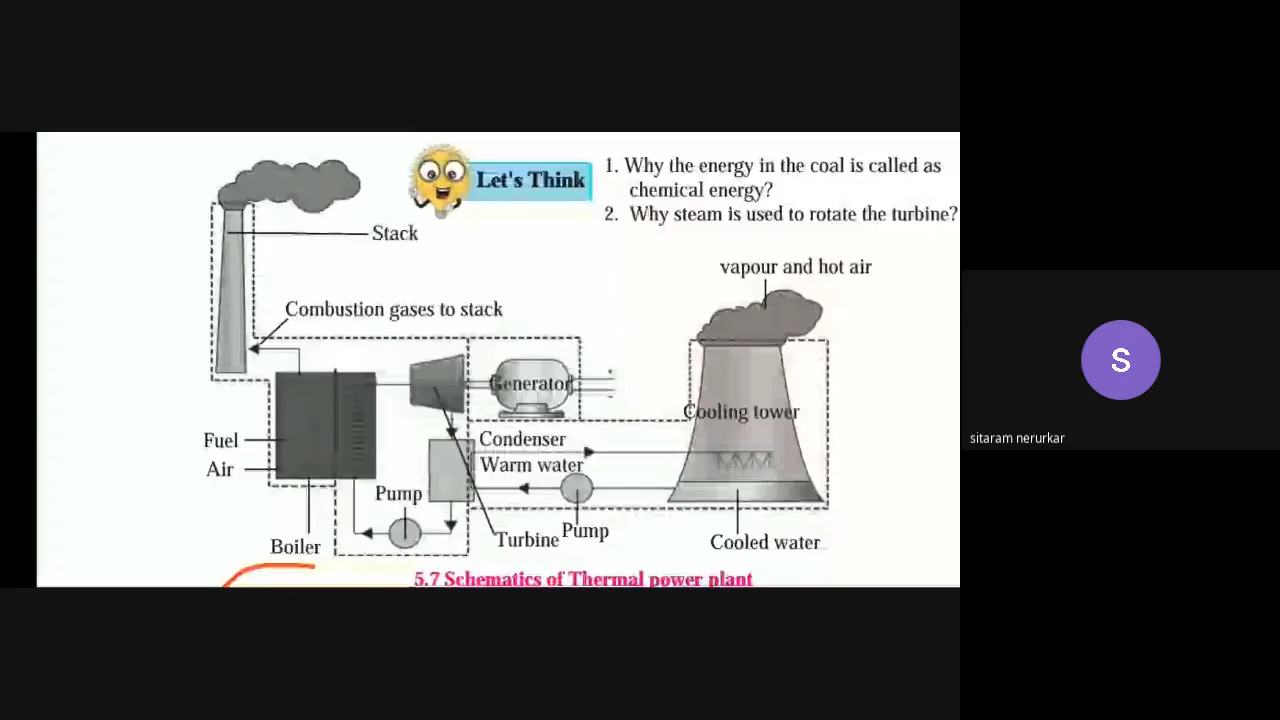 Let's Think
1. Why the energy in the coal is called as
chemical energy?
2. Why steam is used to rotate the turbine?
Stack
vapour and hot air
Combustion gases to stack
Generator
Cooling tower
Fuel
Air
Condenser
Warm water
Pump
Pump
Turbine
Boiler
Cooled water
5.7 Schematics of Thermal power plant
S
sitaram nerurkar